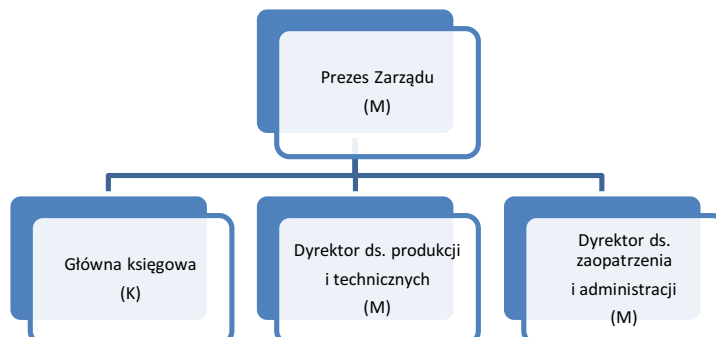 Prezes Zarządu
(M)
Główna księgowa
(K)
Dyrektor ds. produkcji
i technicznych
(M)
Dyrektor ds.
zaopatrzenia
i administracji
(M)